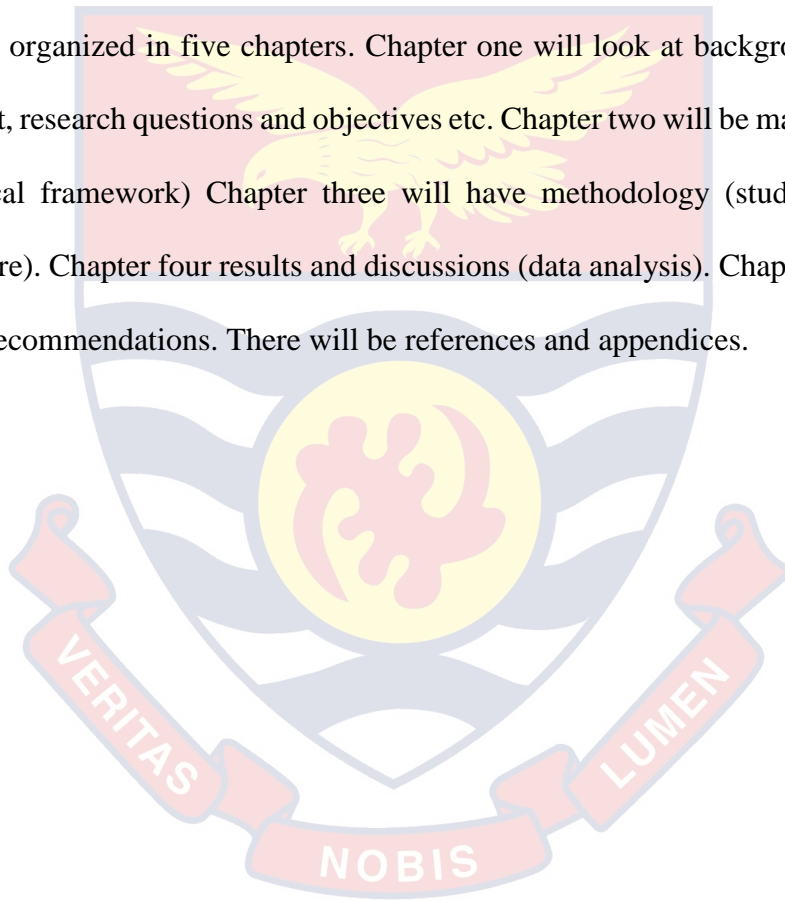 organized in five chapters. Chapter one will look at backgro
t, research questions and objectives etc. Chapter two will be ma
cal framework) Chapter three will have methodology (stud
re). Chapter four results and discussions (data analysis). Chap
ecommendations. There will be references and appendices.
VERITAS
NOBIS
LUMEN